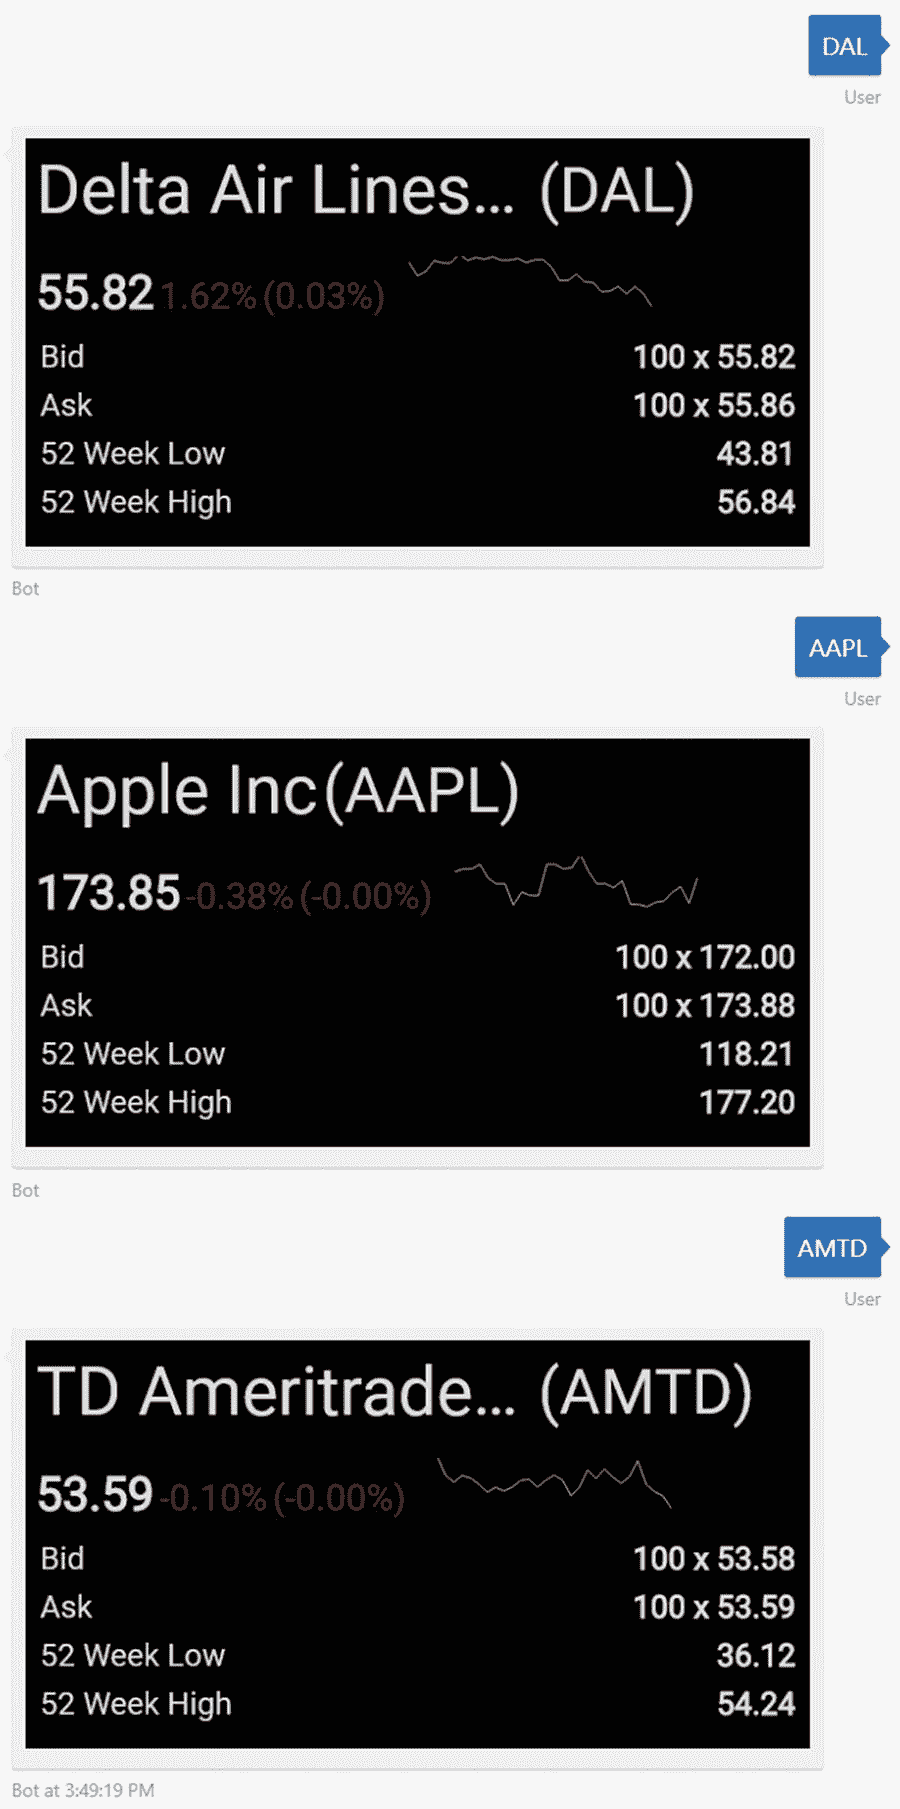 DAL
User
Delta Air Lines... (DAL)
55.82 1.62% (0.03%)
Bid 100 x 55.82
Ask 100 x 55.86
52 Week Low 43.81
52 Week High 56.84
Bot
AAPL
User
Apple Inc(AAPL)
173.85 -0.38% (-0.00%)
Bid 100 x 172.00
Ask 100 x 173.88
52 Week Low 118.21
52 Week High 177.20
Bot
AMTD
User
TD Ameritrade... (AMTD)
53.59 -0.10% (-0.00%)
Bid 100 x 53.58
Ask 100 x 53.59
52 Week Low 36.12
52 Week High 54.24
Bot at 3:49:19 PM